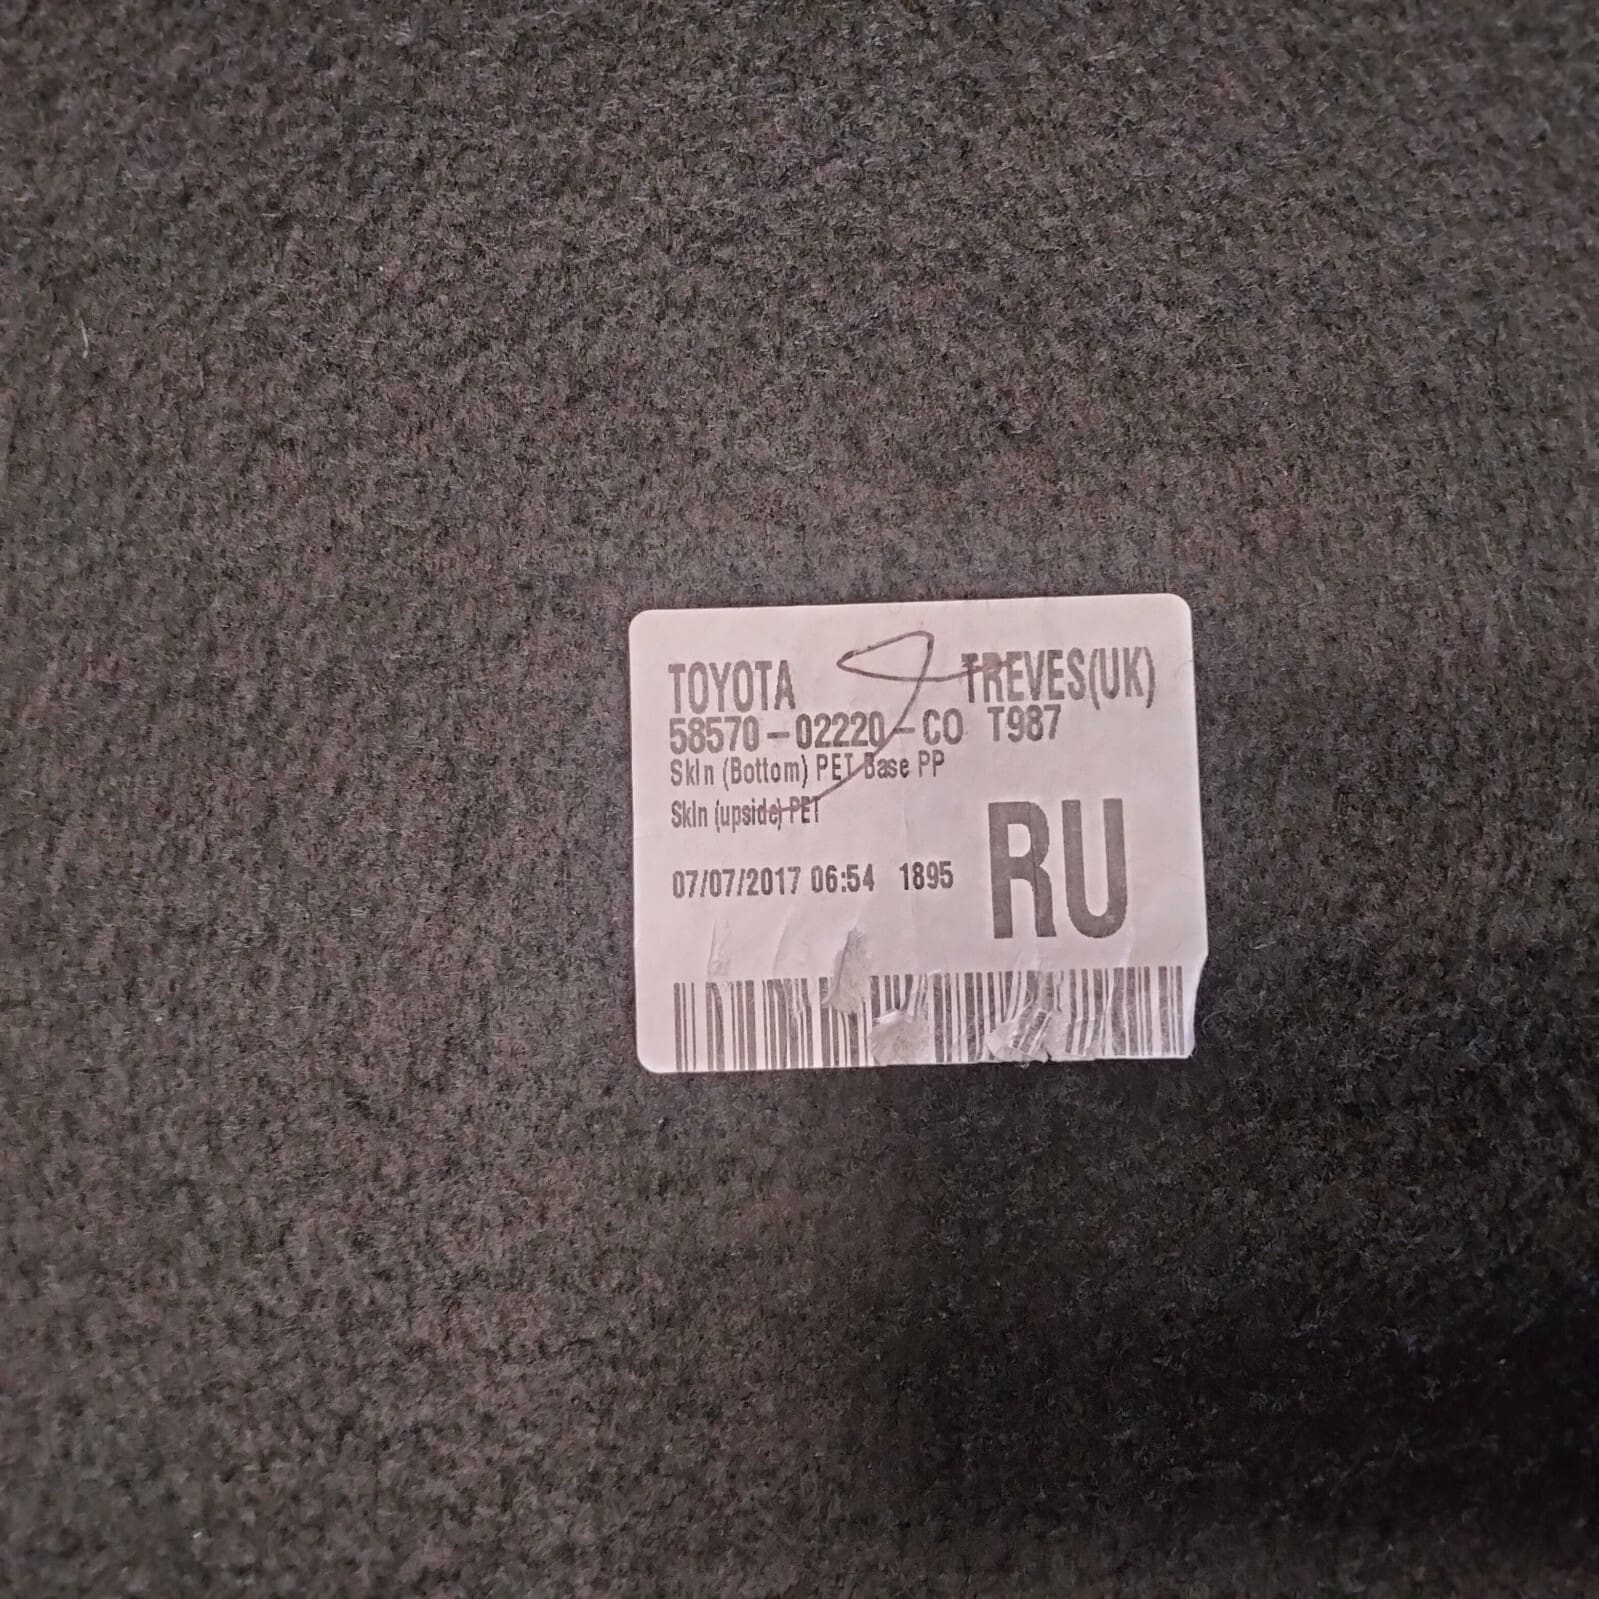 TOYOTA TREVES(UK)
58570-02220-CO T987
Skin (Bottom) PET Base PP
Skin (upside) PET
RU
07/07/2017 06:54 1895